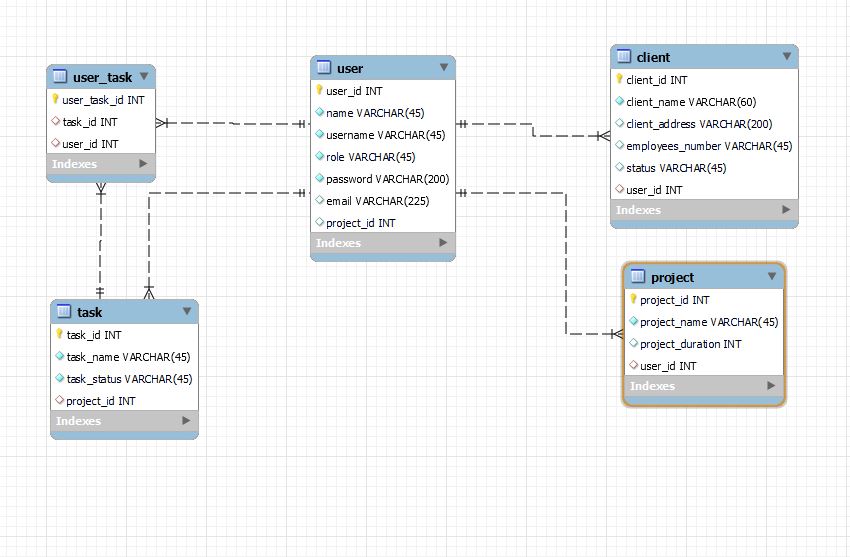 user_task
user_task_id INT
task_id INT
user_id INT
Indexes
user
user_id INT
name VARCHAR(45)
username VARCHAR(45)
role VARCHAR(45)
password VARCHAR(200)
email VARCHAR(225)
project_id INT
Indexes
client
client_id INT
client_name VARCHAR(60)
client_address VARCHAR(200)
employees_number VARCHAR(45)
status VARCHAR(45)
user_id INT
Indexes
task
task_id INT
task_name VARCHAR(45)
task_status VARCHAR(45)
project_id INT
Indexes
project
project_id INT
project_name VARCHAR(45)
project_duration INT
user_id INT
Indexes